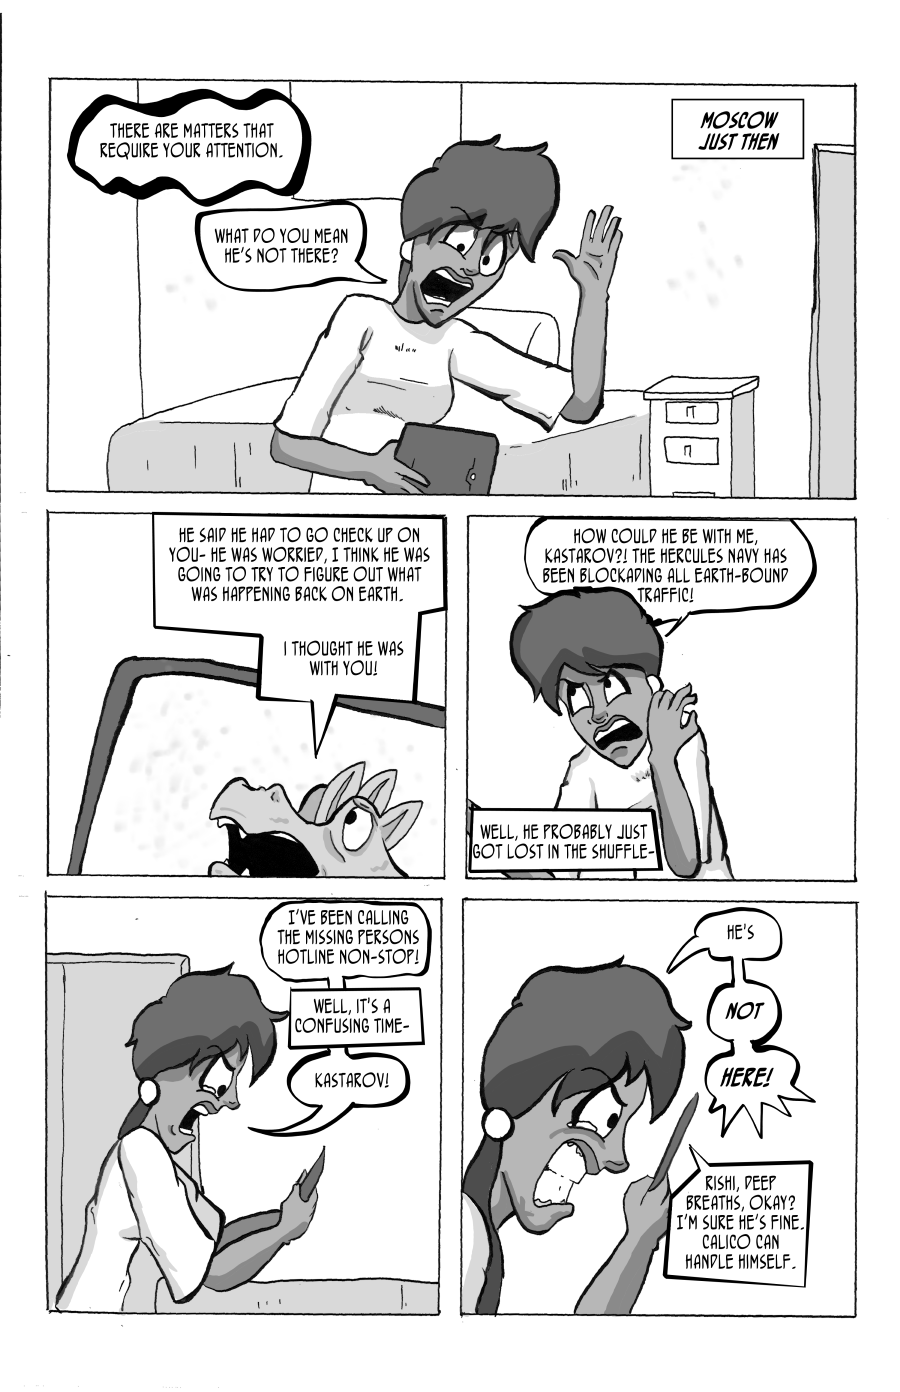 THERE ARE MATTERS THAT
REQUIRE YOUR ATTENTION.
MOSCOW
JUST THEN
WHAT DO YOU MEAN
HE'S NOT THERE?
HE SAID HE HAD TO GO CHECK UP ON
YOU- HE WAS WORRIED, I THINK HE WAS
GOING TO TRY TO FIGURE OUT WHAT
WAS HAPPENING BACK ON EARTH.
I THOUGHT HE WAS
WITH YOU!
HOW COULD HE BE WITH ME,
KASTAROV?! THE HERCULES NAVY HAS
BEEN BLOCKADING ALL EARTH-BOUND
TRAFFIC!
WELL, HE PROBABLY JUST
GOT LOST IN THE SHUFFLE-
I'VE BEEN CALLING
THE MISSING PERSONS
HOTLINE NON-STOP!
WELL, IT'S A
CONFUSING TIME-
KASTAROV!
HE'S
NOT
HERE!
RISHI, DEEP
BREATHS, OKAY?
I'M SURE HE'S FINE.
CALICO CAN
HANDLE HIMSELF.